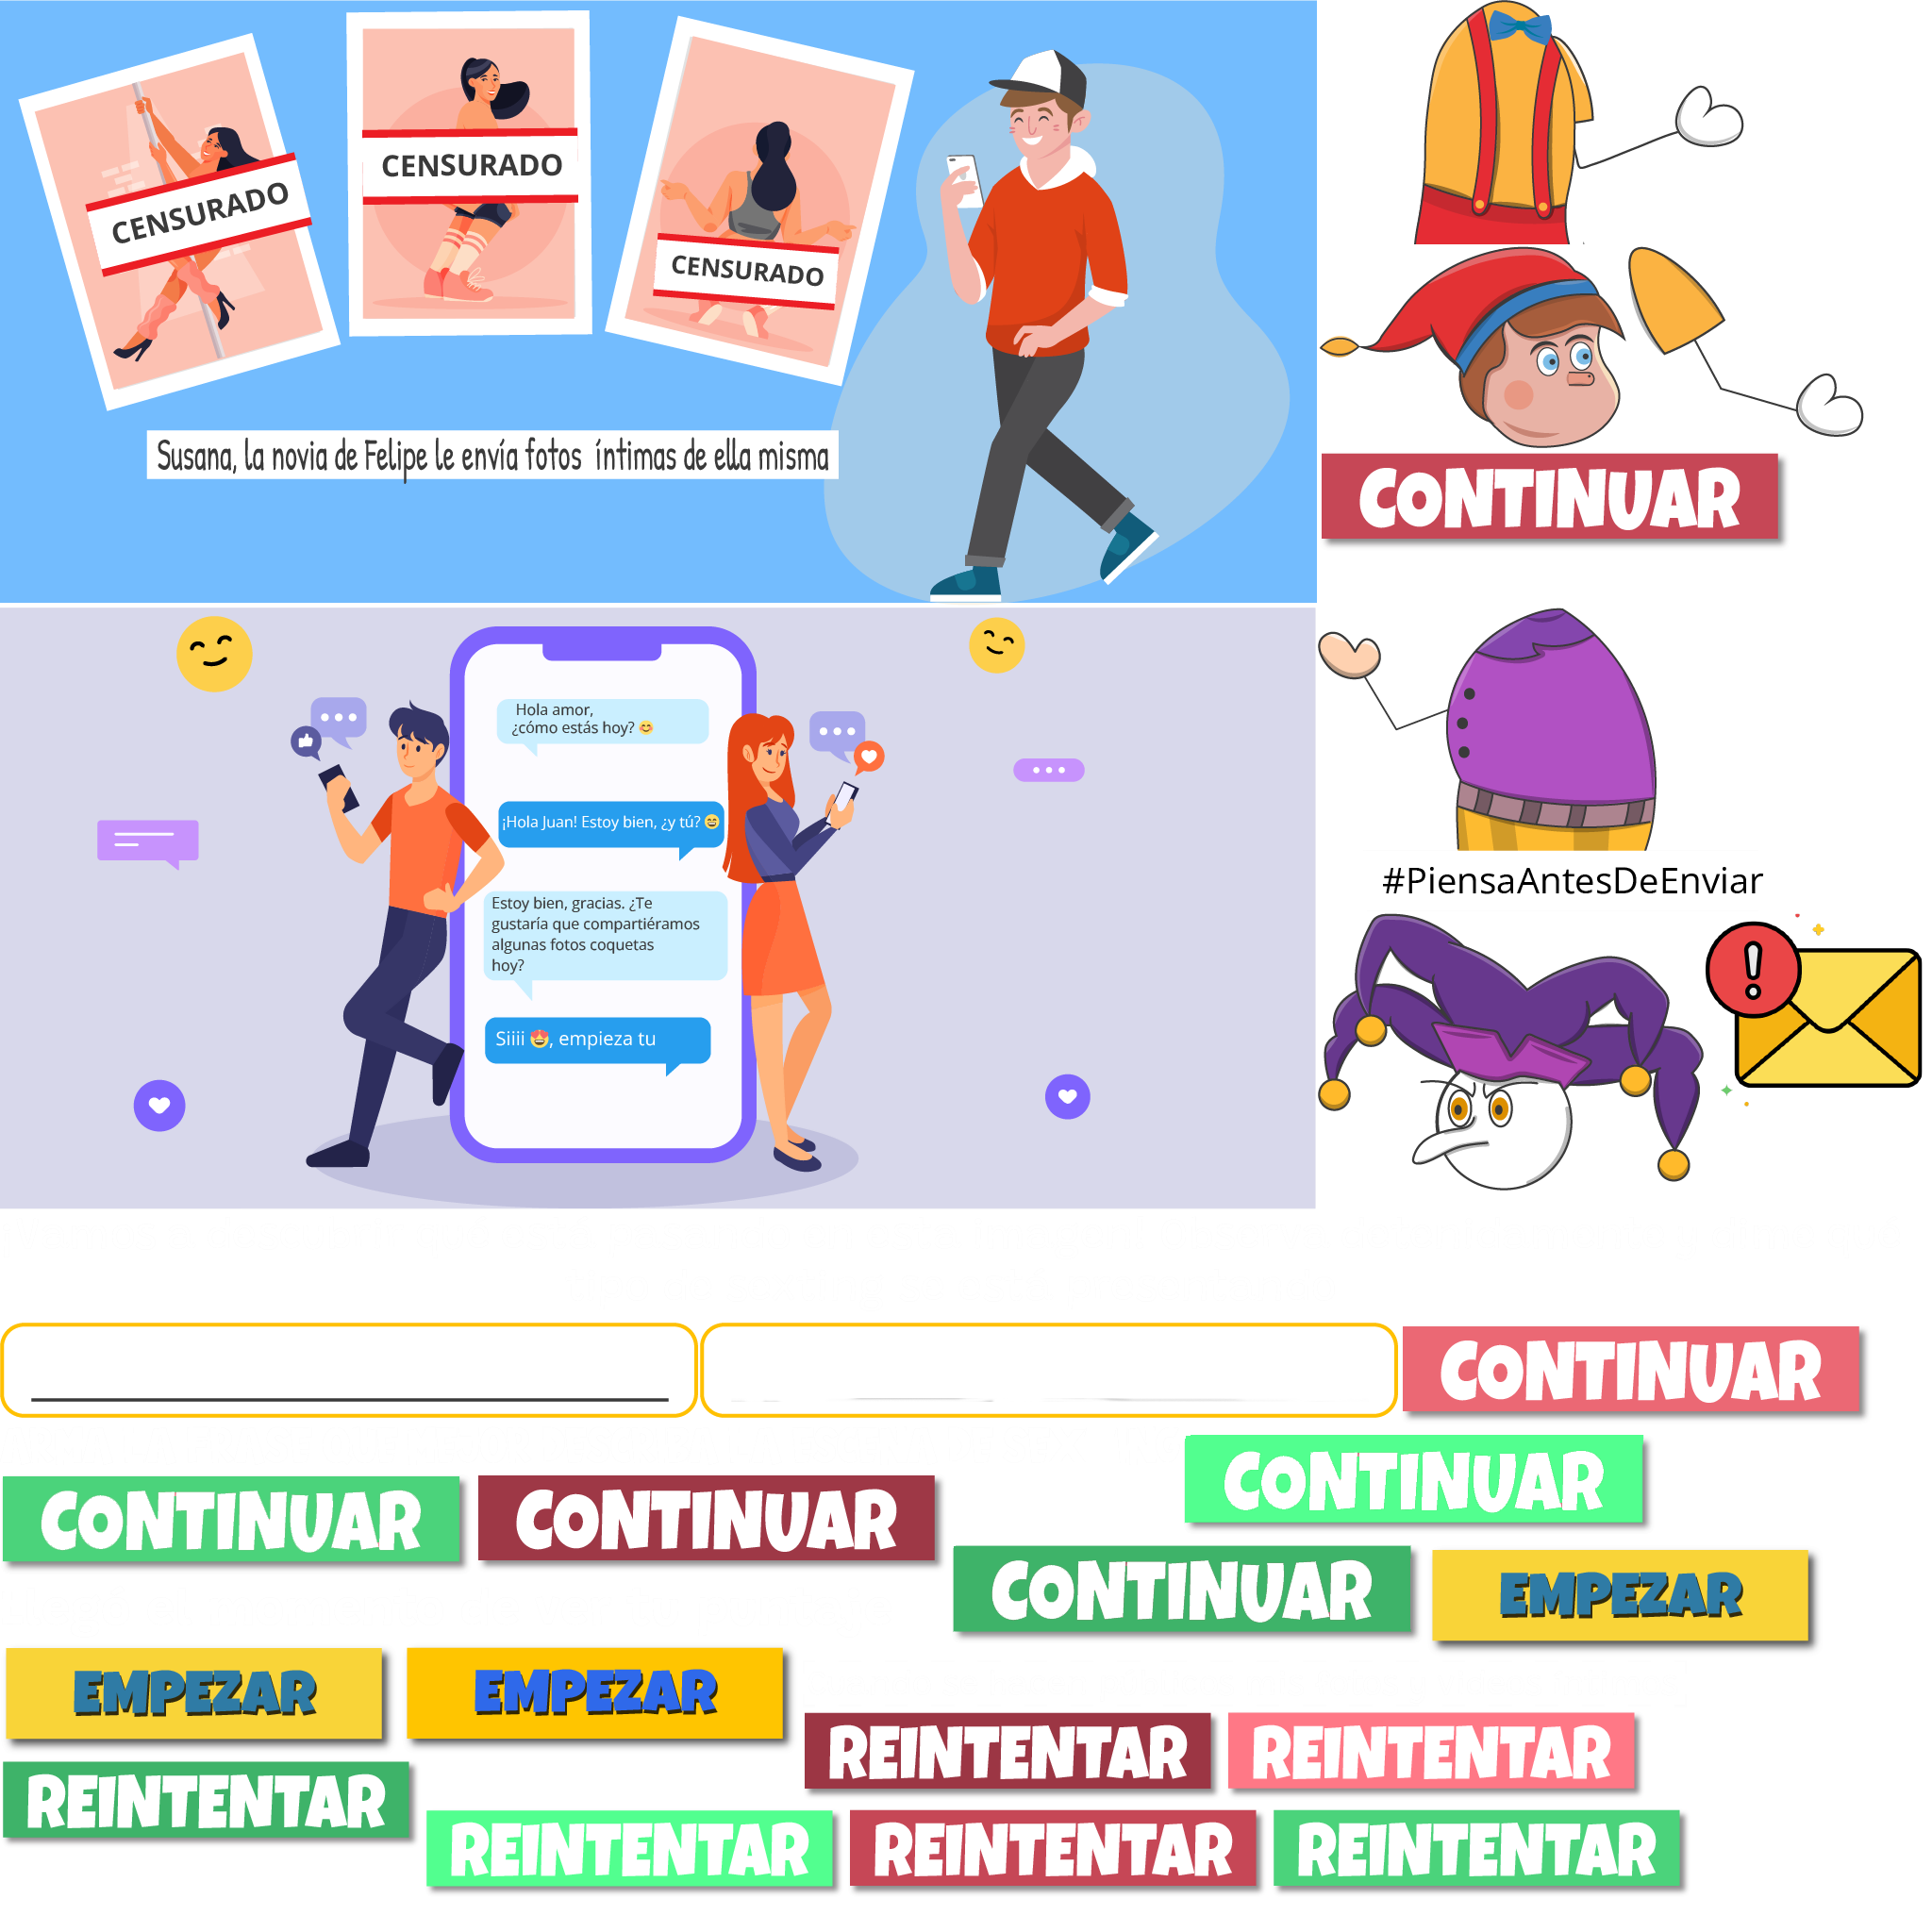 CENSURADO
CENSURADO
CENSURADO
Susana, la novia de Felipe le envía fotos íntimas de ella misma
CONTINUAR
Hola amor,
¿cómo estás hoy? 😊
¡Hola Juan! Estoy bien, ¿y tú? 😄
Estoy bien, gracias. ¿Te
gustaría que compartiéramos
algunas fotos coquetas
hoy?
Siiii 😍, empieza tu
#PiensaAntesDeEnviar
CONTINUAR
CONTINUAR
CONTINUAR
CONTINUAR
CONTINUAR
EMPEZAR
EMPEZAR
EMPEZAR
REINTENTAR
REINTENTAR
REINTENTAR
REINTENTAR
REINTENTAR
REINTENTAR